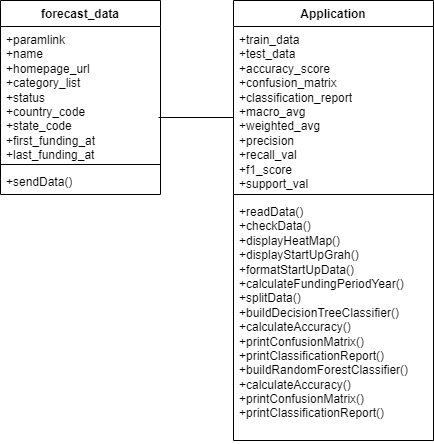 forecast_data
+paramlink
+name
+homepage_url
+category_list
+status
+country_code
+state_code
+first_funding_at
+last_funding_at
+sendData()
Application
+train_data
+test_data
+accuracy_score
+confusion_matrix
+classification_report
+macro_avg
+weighted_avg
+precision
+recall_val
+f1_score
+support_val
+readData()
+checkData()
+displayHeatMap()
+displayStartUpGrah()
+formatStartUpData()
+calculateFundingPeriodYear()
+splitData()
+buildDecisionTreeClassifier()
+calculateAccuracy()
+printConfusionMatrix()
+printClassificationReport()
+buildRandomForestClassifier()
+calculateAccuracy()
+printConfusionMatrix()
+printClassificationReport()